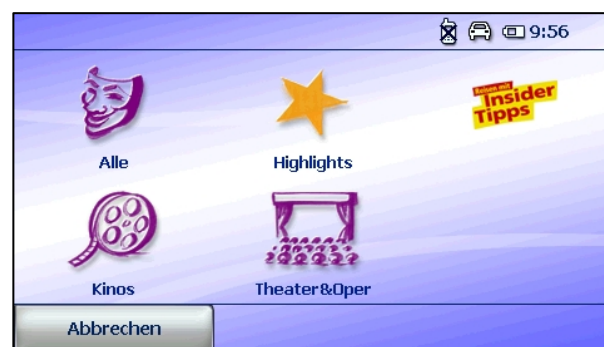 9:56
Reisen mit
Insider
Tipps
Alle
Highlights
Kinos
Theater&Oper
Abbrechen